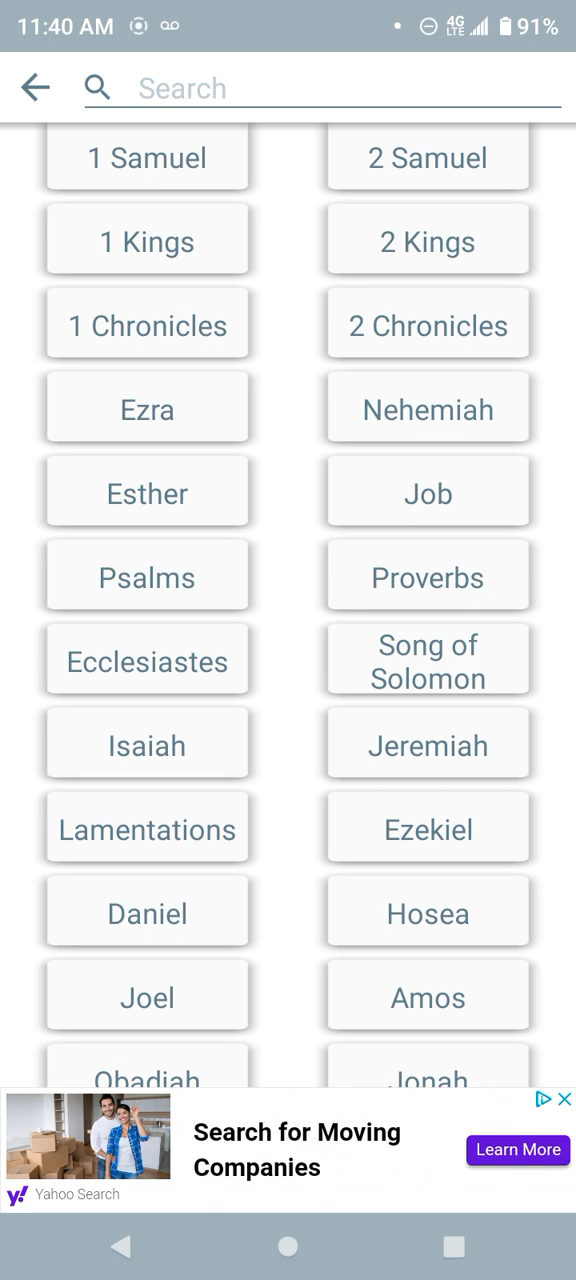 11:40 AM
4G
LTE
91%
Search
1 Samuel
2 Samuel
1 Kings
2 Kings
1 Chronicles
2 Chronicles
Ezra
Nehemiah
Esther
Job
Psalms
Proverbs
Ecclesiastes
Song of
Solomon
Isaiah
Jeremiah
Lamentations
Ezekiel
Daniel
Hosea
Joel
Amos
Obadiah
Jonah
Search for Moving
Companies
Learn More
y! Yahoo Search